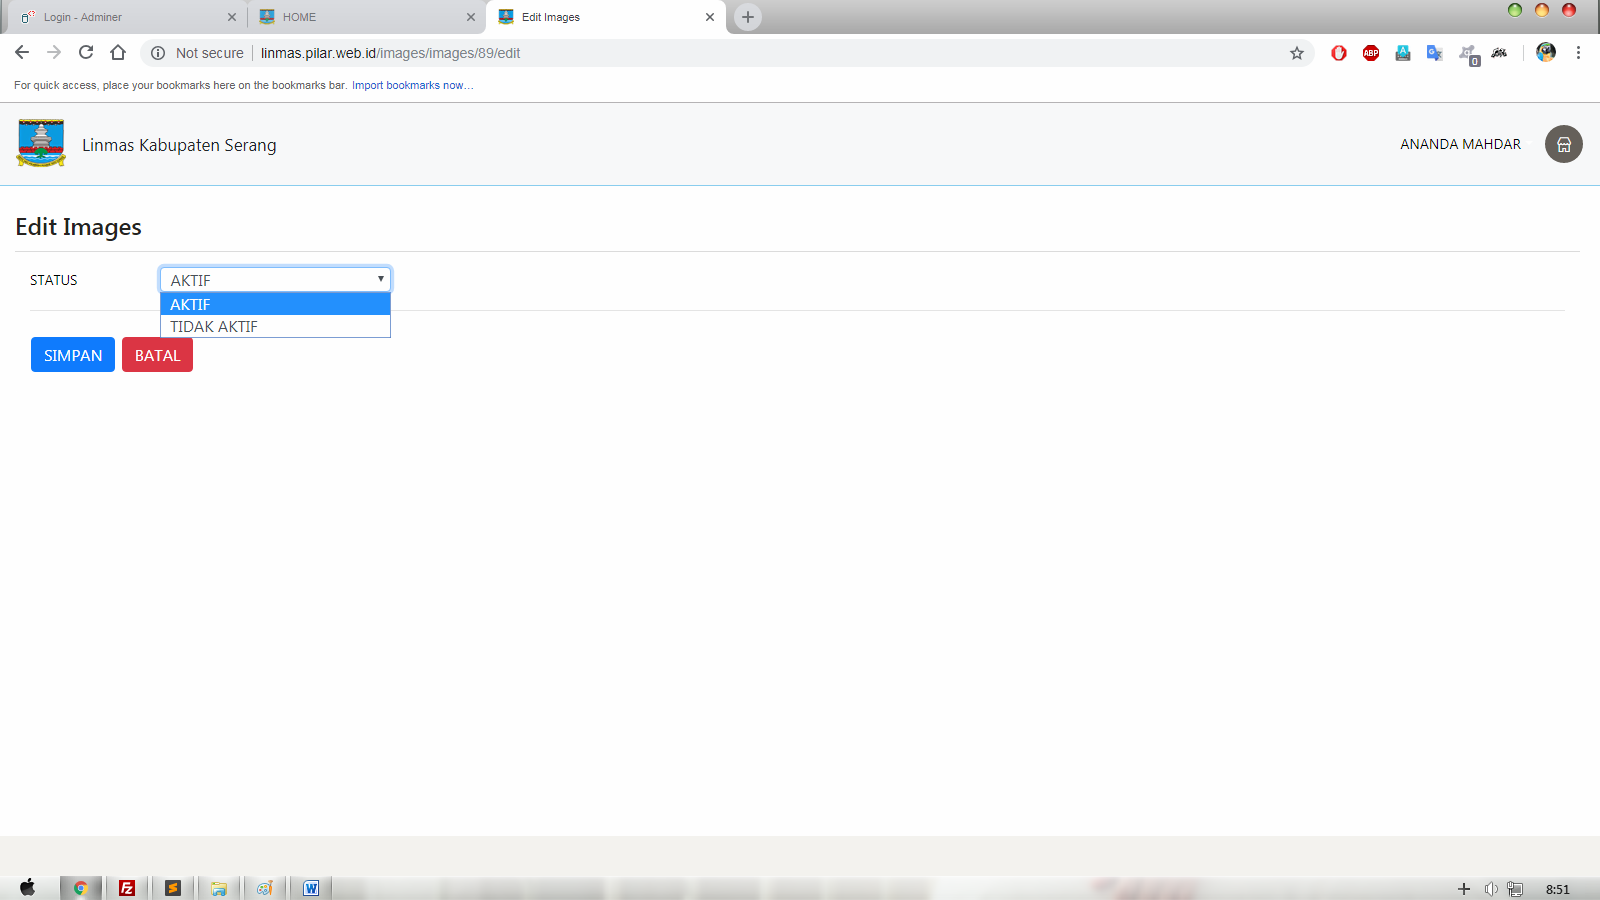 Login - Adminer
HOME
Edit Images
Not secure
linmas.pilar.web.id/images/images/89/edit
ABP
0
For quick access, place your bookmarks here on the bookmarks bar. Import bookmarks now...
Linmas Kabupaten Serang
ANANDA MAHDAR
Edit Images
STATUS
AKTIF
AKTIF
TIDAK AKTIF
SIMPAN
BATAL
8:51